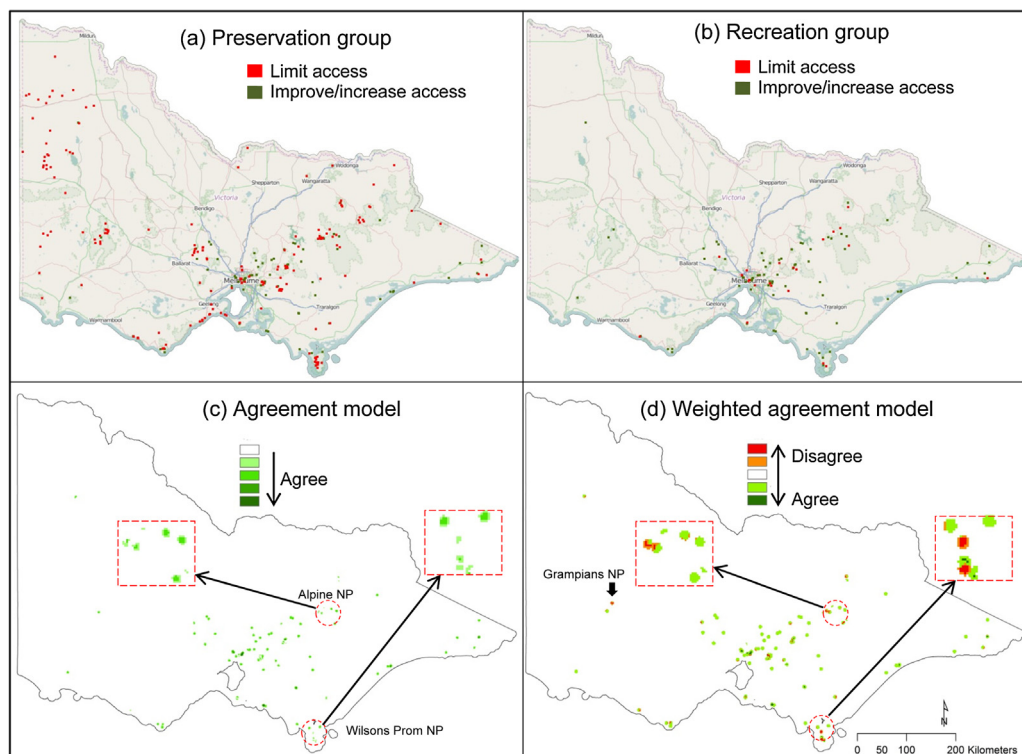 (a) Preservation group
Limit access
Improve/increase access
Mildura
Wodonga
Shepparton
Wangaratta
Victoria
Bendigo
Ballarat
Melbourne
Geelong
Traralgon
Warrnambool
(b) Recreation group
Limit access
Improve/increase access
Wodonga
Shepparton
Wangaratta
Victoria
Bendigo
Ballarat
Melbourne
Geelong
Traralgon
Warrnambool
(c) Agreement model
Agree
Alpine NP
Wilsons Prom NP
(d) Weighted agreement model
Disagree
Agree
Grampians NP
N
0 50 100 200 Kilometers